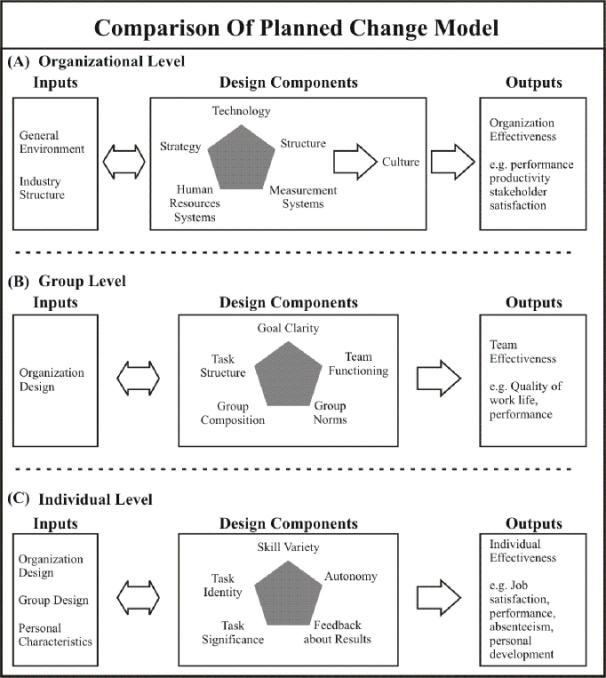 Comparison Of Planned Change Model
(A) Organizational Level
Inputs
Design Components
Outputs
General
Environment
Industry
Structure
Technology
Strategy
Structure
Human
Resources
Systems
Measurement
Systems
Culture
Organization
Effectiveness
e.g. performance
productivity
stakeholder
satisfaction
(B) Group Level
Inputs
Design Components
Outputs
Organization
Design
Goal Clarity
Task
Structure
Team
Functioning
Group
Composition
Group
Norms
Team
Effectiveness
e.g. Quality of
work life,
performance
(C) Individual Level
Inputs
Design Components
Outputs
Organization
Design
Group Design
Personal
Characteristics
Skill Variety
Task
Identity
Autonomy
Task
Significance
Feedback
about Results
Individual
Effectiveness
e.g. Job
satisfaction,
performance,
absenteeism,
personal
development